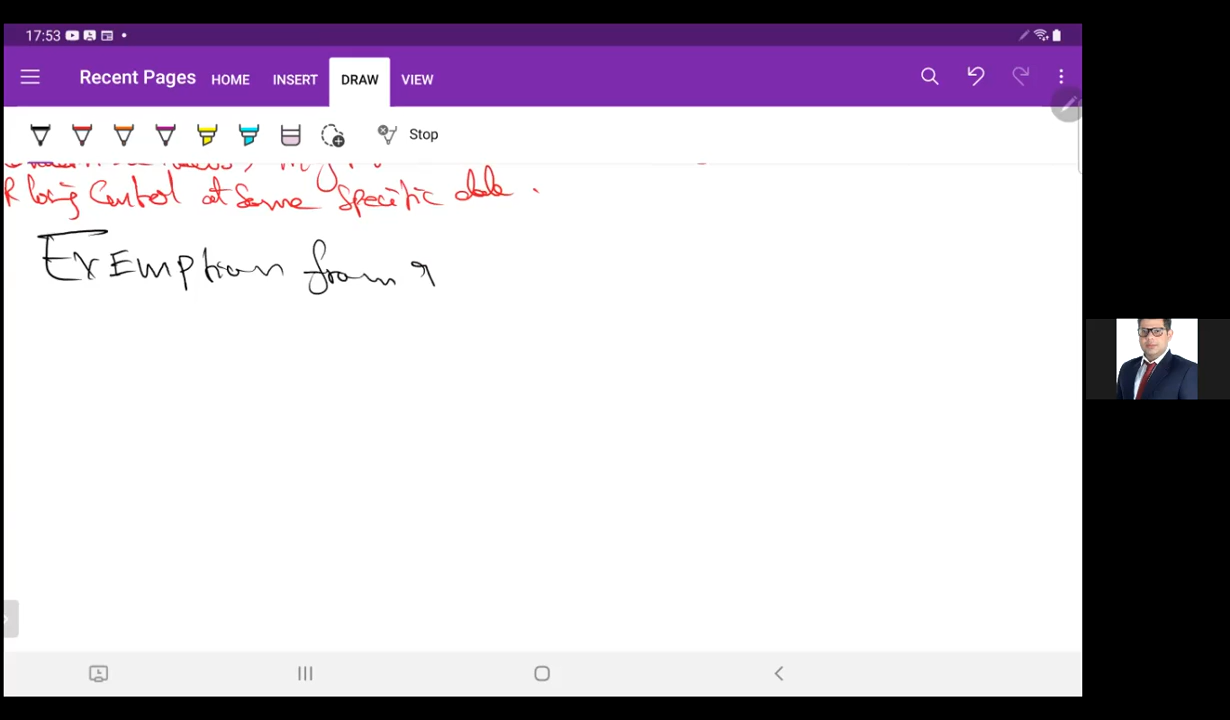 17:53
Recent Pages HOME INSERT DRAW VIEW
Stop
losing Control at Some Specific date.
Exemption from